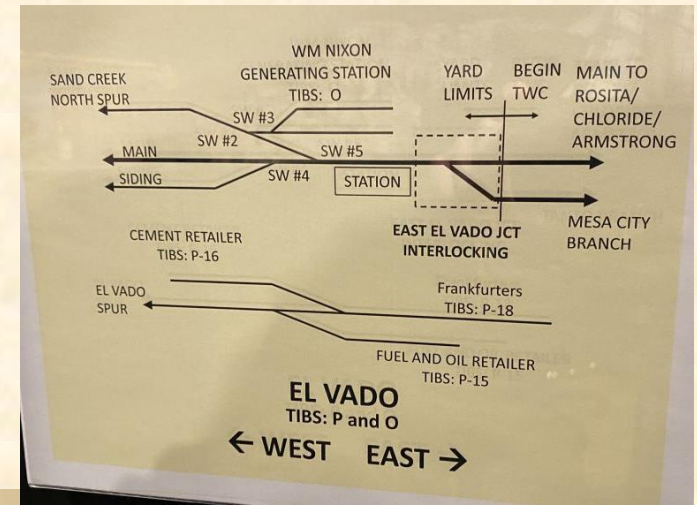 WM NIXON
GENERATING STATION
TIBS: O
SAND CREEK
NORTH SPUR
YARD
LIMITS
BEGIN
TWC
MAIN TO
ROSITA/
CHLORIDE/
ARMSTRONG
SW #3
SW #2
SW #5
MAIN
SIDING
SW #4
STATION
EAST EL VADO JCT
INTERLOCKING
MESA CITY
BRANCH
CEMENT RETAILER
TIBS: P-16
EL VADO
SPUR
Frankfurters
TIBS: P-18
FUEL AND OIL RETAILER
TIBS: P-15
EL VADO
TIBS: P and O
← WEST EAST →